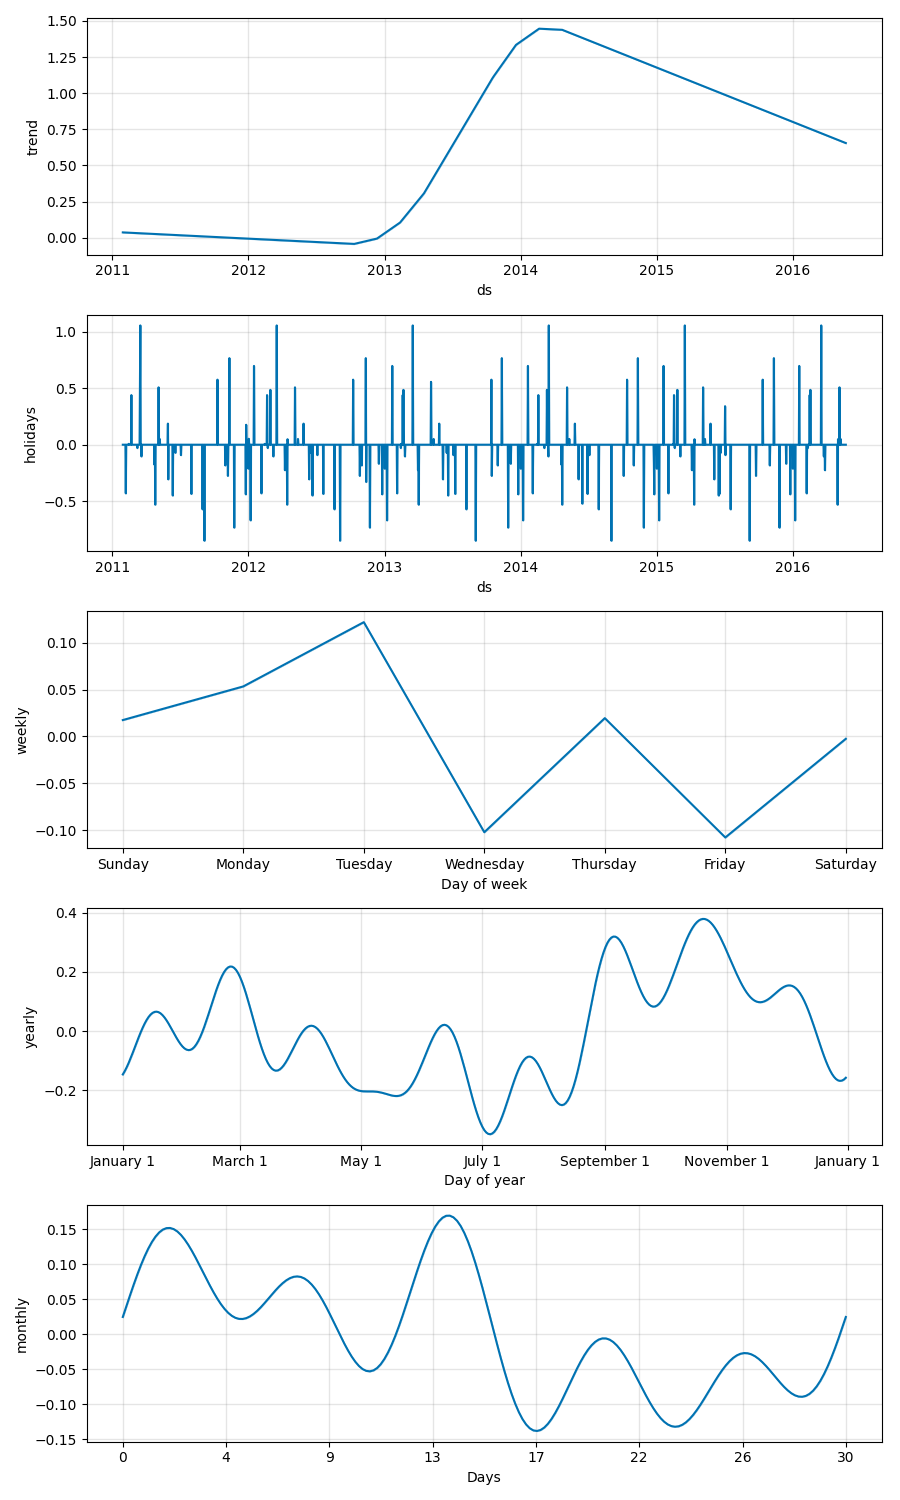 1.50
1.25
1.00
0.75
0.50
0.25
0.00
trend
2011 2012 2013 2014 2015 2016
ds
1.0
0.5
0.0
−0.5
holidays
2011 2012 2013 2014 2015 2016
ds
0.10
0.05
0.00
−0.05
−0.10
weekly
Sunday Monday Tuesday Wednesday Thursday Friday Saturday
Day of week
0.4
0.2
0.0
−0.2
yearly
January 1 March 1 May 1 July 1 September 1 November 1 January 1
Day of year
0.15
0.10
0.05
0.00
−0.05
−0.10
−0.15
monthly
0 4 9 13 17 22 26 30
Days